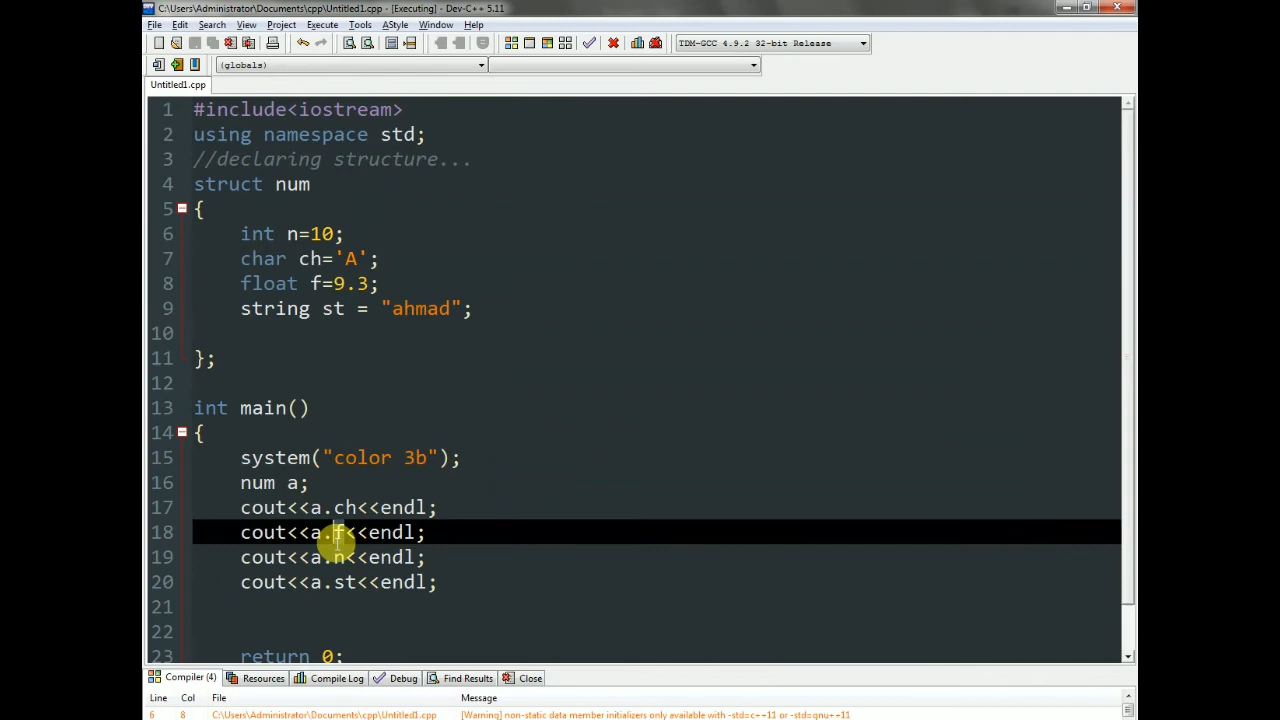 C:\Users\Administrator\Documents\cpp\Untitled1.cpp - [Executing] - Dev-C++ 5.11
File Edit Search View Project Execute Tools AStyle Window Help
TDM-GCC 4.9.2 32-bit Release
(globals)
Untitled1.cpp
1 #include<iostream>
2 using namespace std;
3 //declaring structure...
4 struct num
5 {
6 int n=10;
7 char ch='A';
8 float f=9.3;
9 string st = "ahmad";
10
11 };
12
13 int main()
14 {
15 system("color 3b");
16 num a;
17 cout<<a.ch<<endl;
18 cout<<a.f<<endl;
19 cout<<a.n<<endl;
20 cout<<a.st<<endl;
21
22
23 return 0;
Compiler (4) Resources Compile Log Debug Find Results Close
Line Col File Message
6 8 C:\Users\Administrator\Documents\cpp\Untitled1.cpp [Warning] non-static data member initializers only available with -std=c++11 or -std=gnu++11